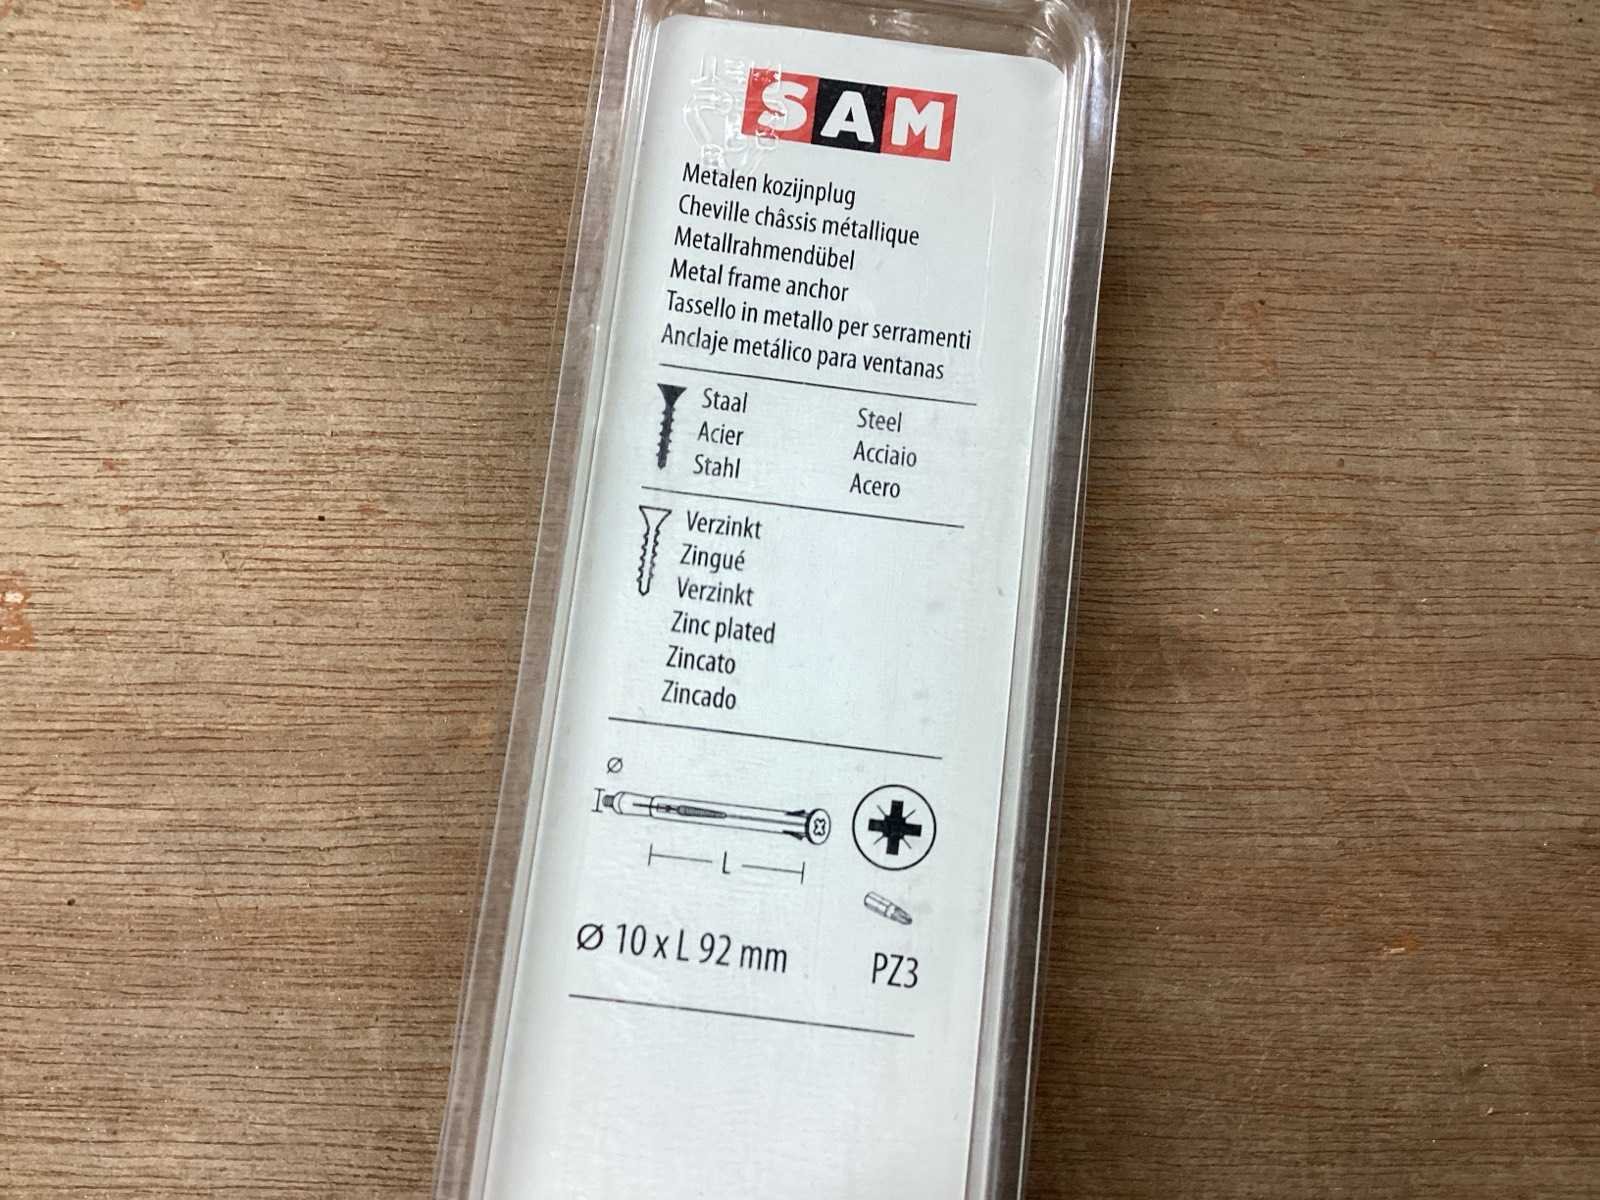 SAM
Metalen kozijnplug
Cheville châssis métallique
Metallrahmendübel
Metal frame anchor
Tassello in metallo per serramenti
Anclaje metálico para ventanas
Staal Steel
Acier Acciaio
Stahl Acero
Verzinkt
Zingué
Verzinkt
Zinc plated
Zincato
Zincado
Ø
L
Ø 10 x L 92 mm PZ3